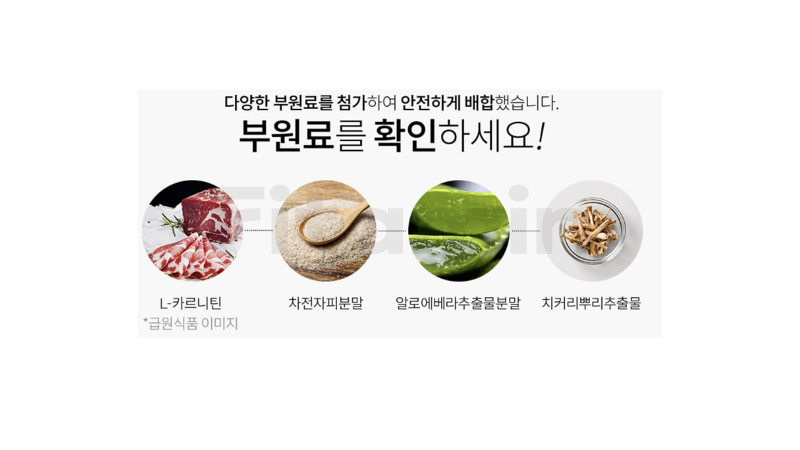 다양한 부원료를 첨가하여 안전하게 배합했습니다.
부원료를 확인하세요!
L-카르니틴
*급원식품 이미지
차전자피분말
알로에베라추출물분말
치커리뿌리추출물